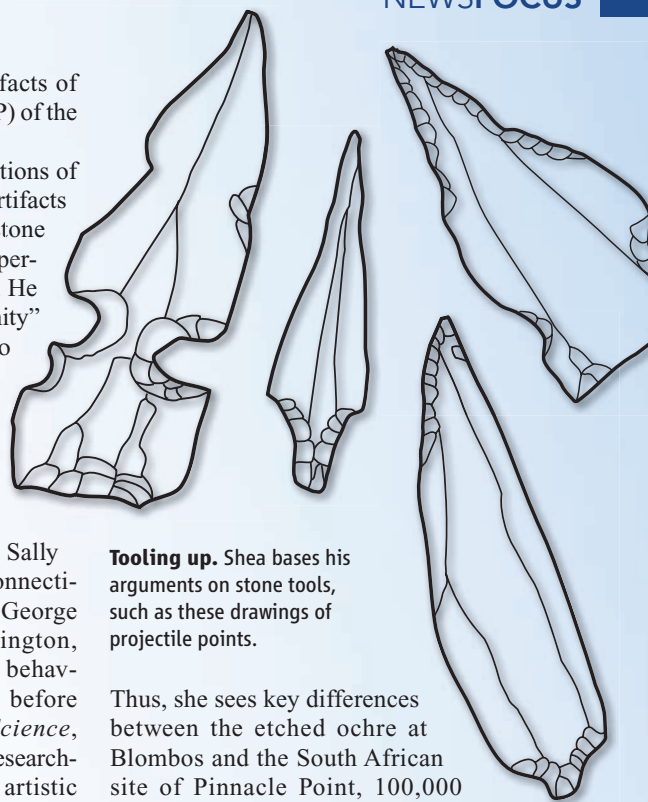 NEWSFOCUS
facts of
P) of the
tions of
rtifacts
tone
per-
He
nity"
o
Sally
onnecti-
George
ington,
behav-
before
cience,
esearch-
artistic
Tooling up. Shea bases his
arguments on stone tools,
such as these drawings of
projectile points.
Thus, she sees key differences
between the etched ochre at
Blombos and the South African
site of Pinnacle Point, 100,000